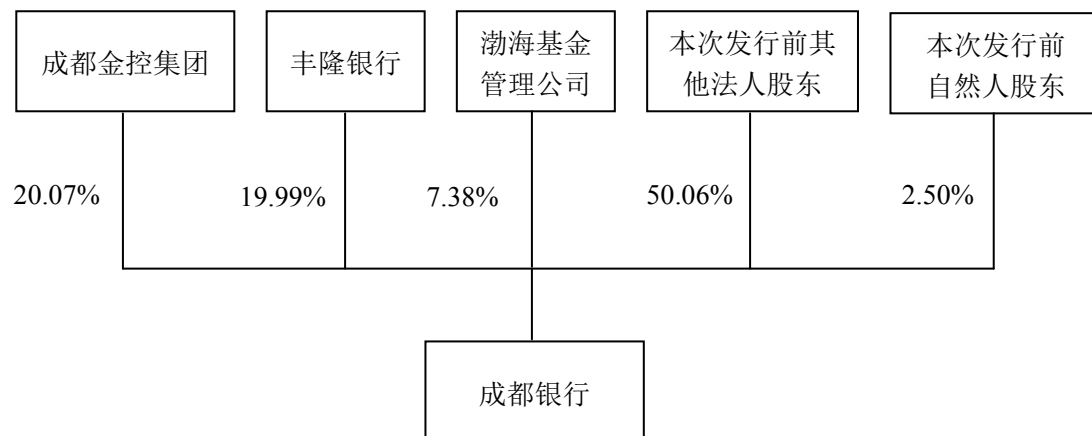 成都金控集团
丰隆银行
渤海基金
管理公司
本次发行前其
他法人股东
本次发行前
自然人股东
20.07%
19.99%
7.38%
50.06%
2.50%
成都银行